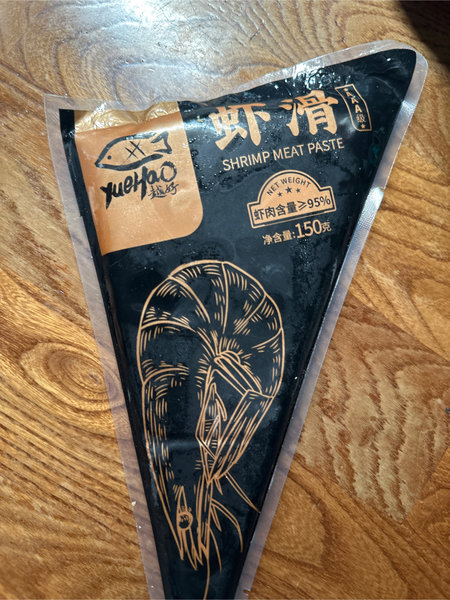 虾滑
AAA级
SHRIMP MEAT PASTE
YueHao
越好
NET WEIGHT
虾肉含量≥95%
净含量:150克